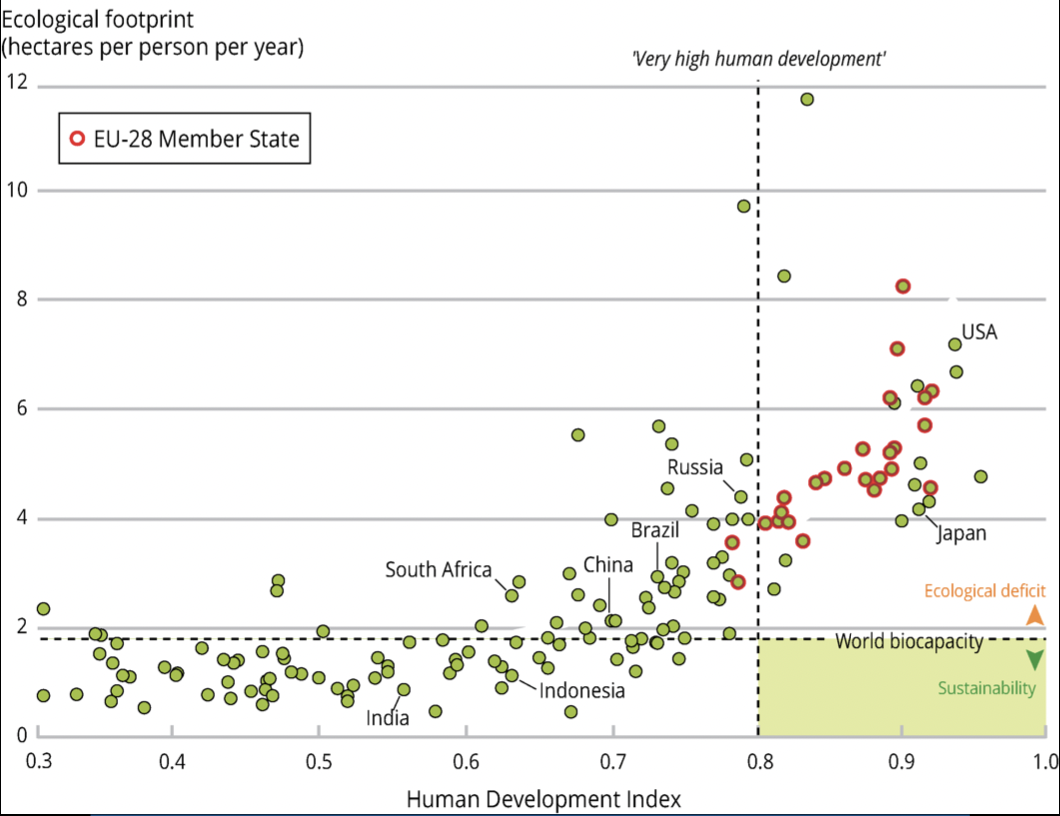 Ecological footprint
(hectares per person per year)
'Very high human development'
12
EU-28 Member State
10
8
USA
6
Russia
4
Brazil
Japan
South Africa
China
Ecological deficit
2
World biocapacity
Sustainability
Indonesia
India
0
0.3 0.4 0.5 0.6 0.7 0.8 0.9 1.0
Human Development Index